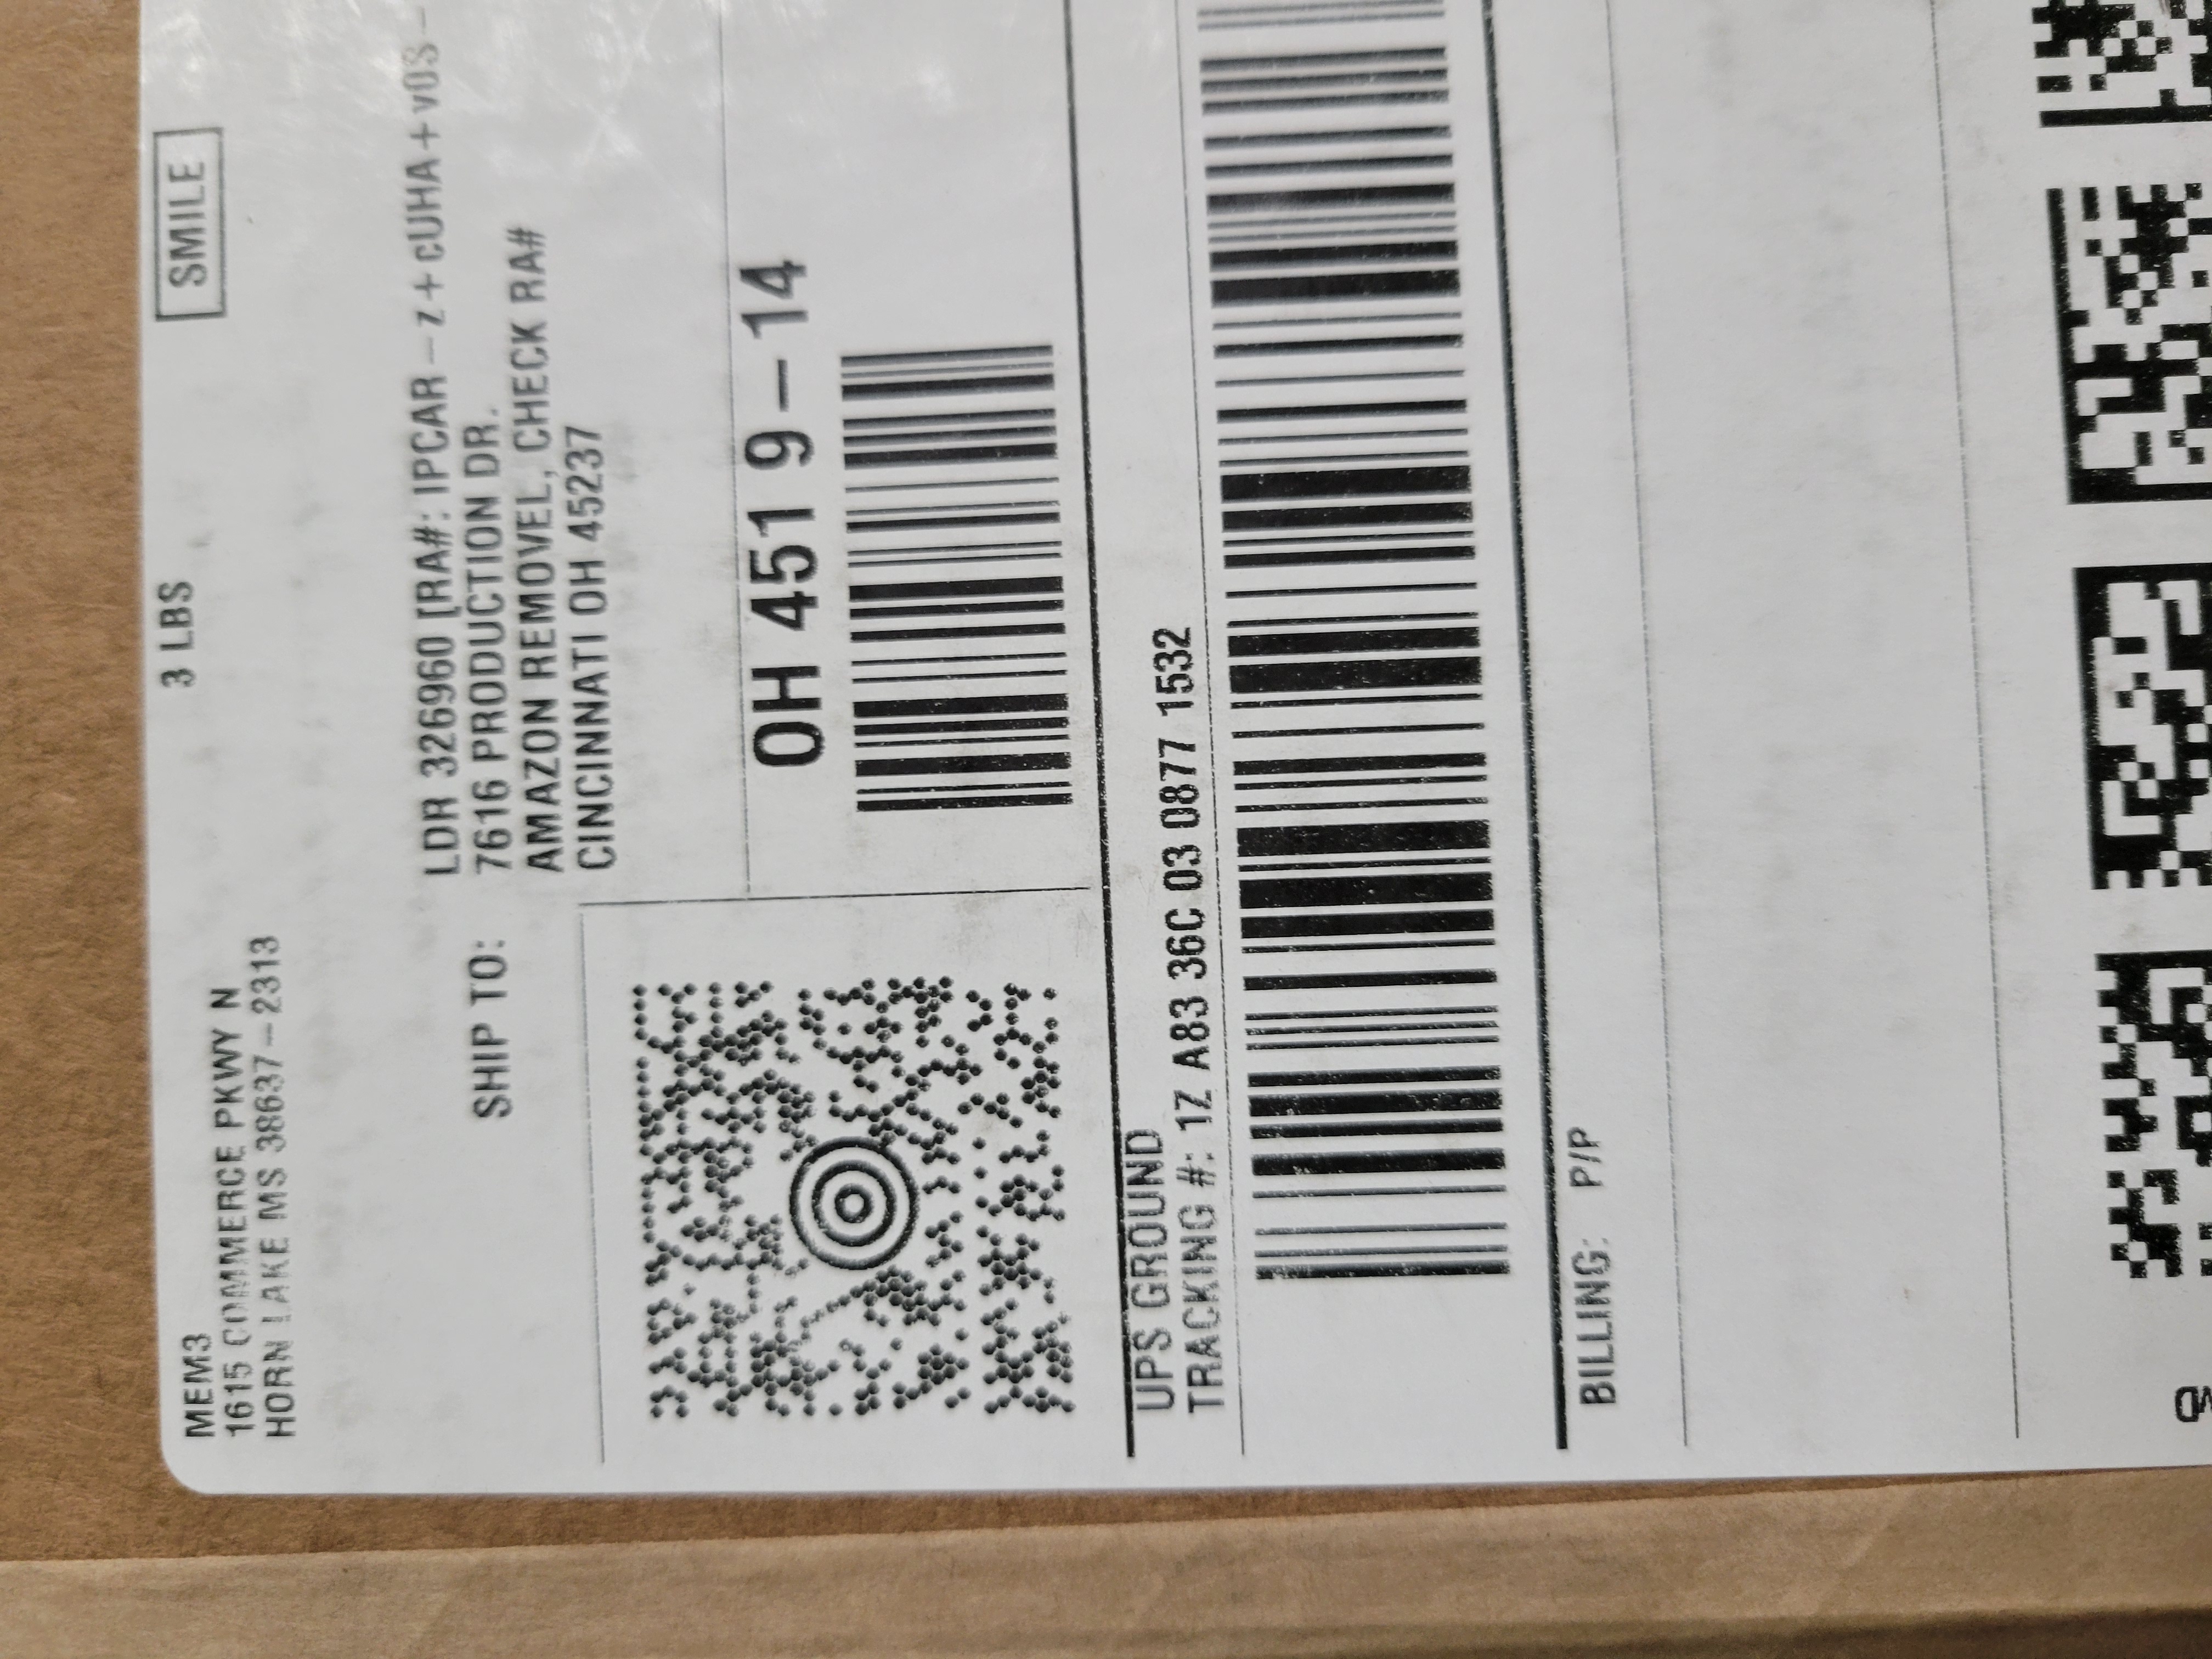 MEM3
1615 COMMERCE PKWY N
HORN LAKE MS 38637-2313
3 LBS
SMILE
SHIP TO:
LDR 326960 [RA#: IPCAR-z+cUHA+v0S-
7616 PRODUCTION DR.
AMAZON REMOVEL, CHECK RA#
CINCINNATI OH 45237
OH 451 9-14
UPS GROUND
TRACKING #: 1Z A83 36C 03 0877 1532
BILLING: P/P